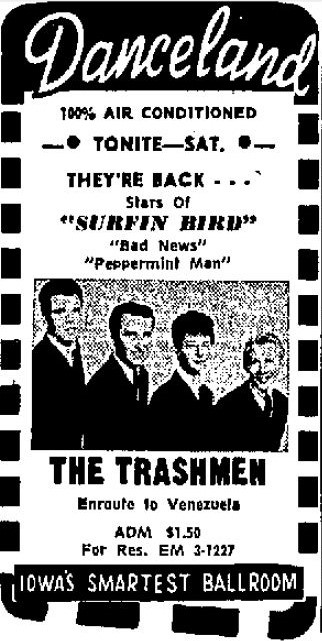 Danceland
100% AIR CONDITIONED
—● TONITE—SAT. ●—
THEY'RE BACK - - -
Stars Of
"SURFIN BIRD"
"Bad News"
"Peppermint Man"
THE TRASHMEN
Enroute to Venezuela
ADM $1.50
For Res. EM 3-1227
IOWA'S SMARTEST BALLROOM